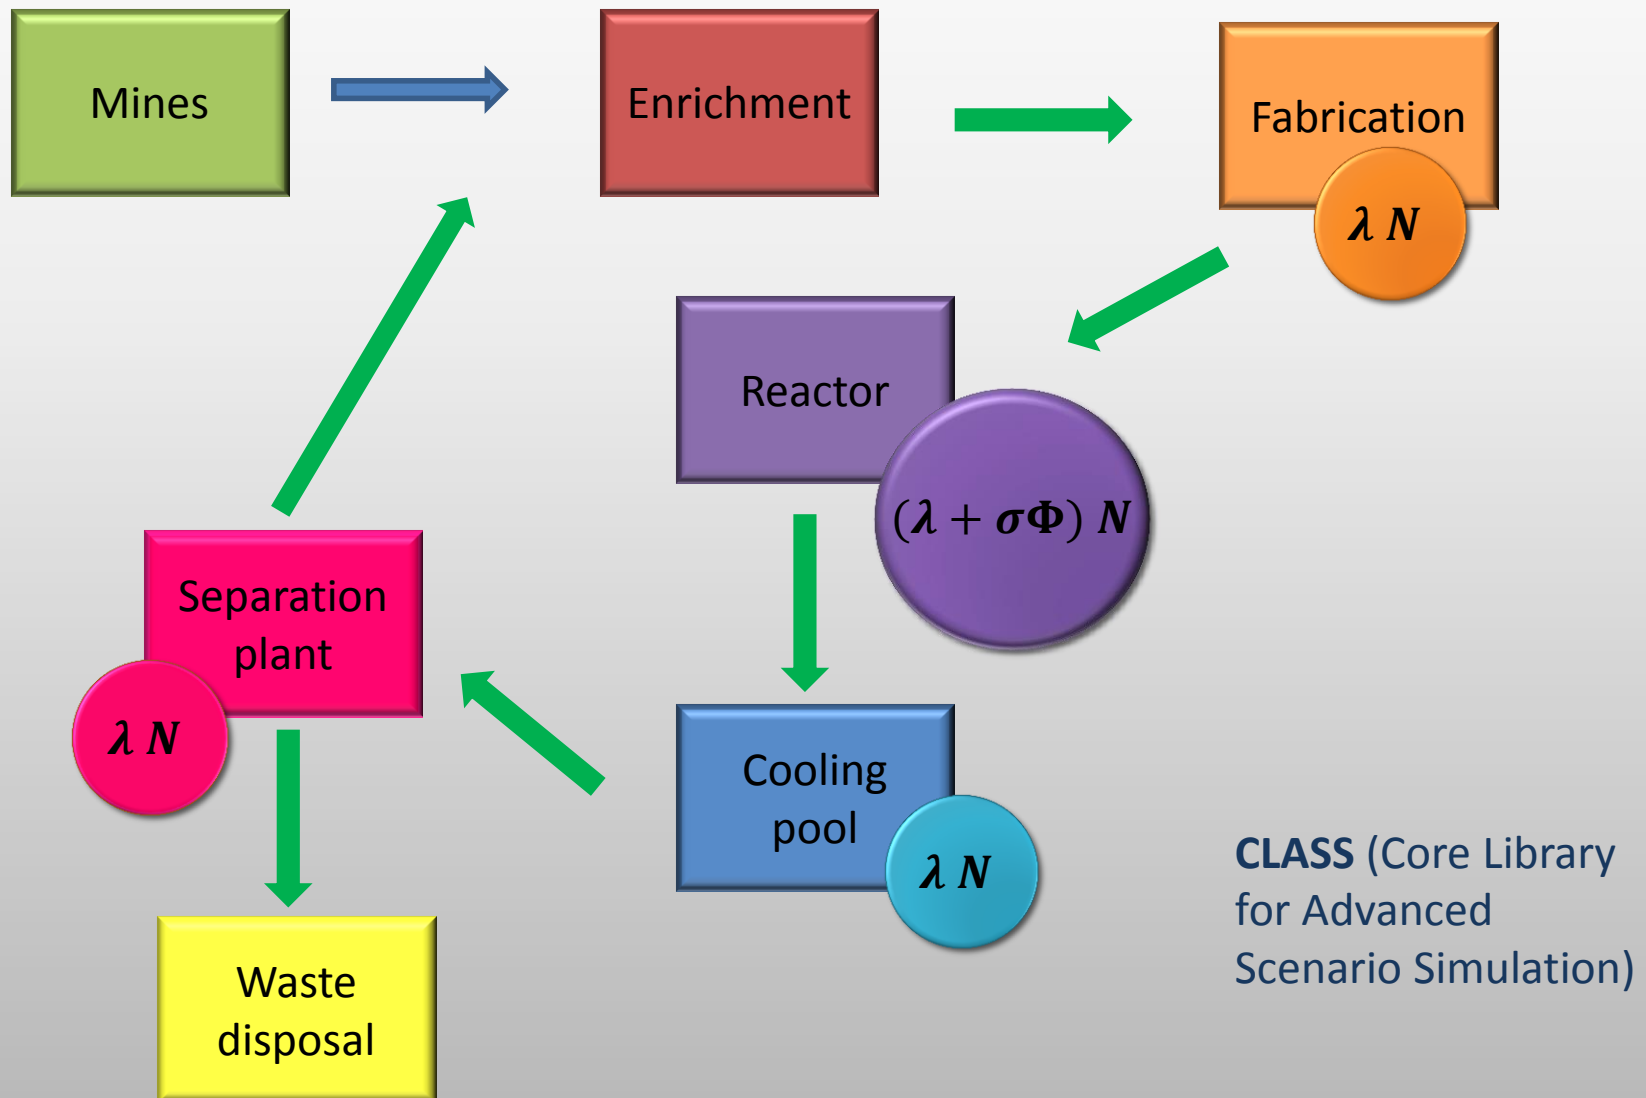 Mines
Enrichment
Fabrication
λ N
Reactor
(λ + σΦ) N
Separation
plant
λ N
Cooling
pool
λ N
Waste
disposal
CLASS (Core Library
for Advanced
Scenario Simulation)